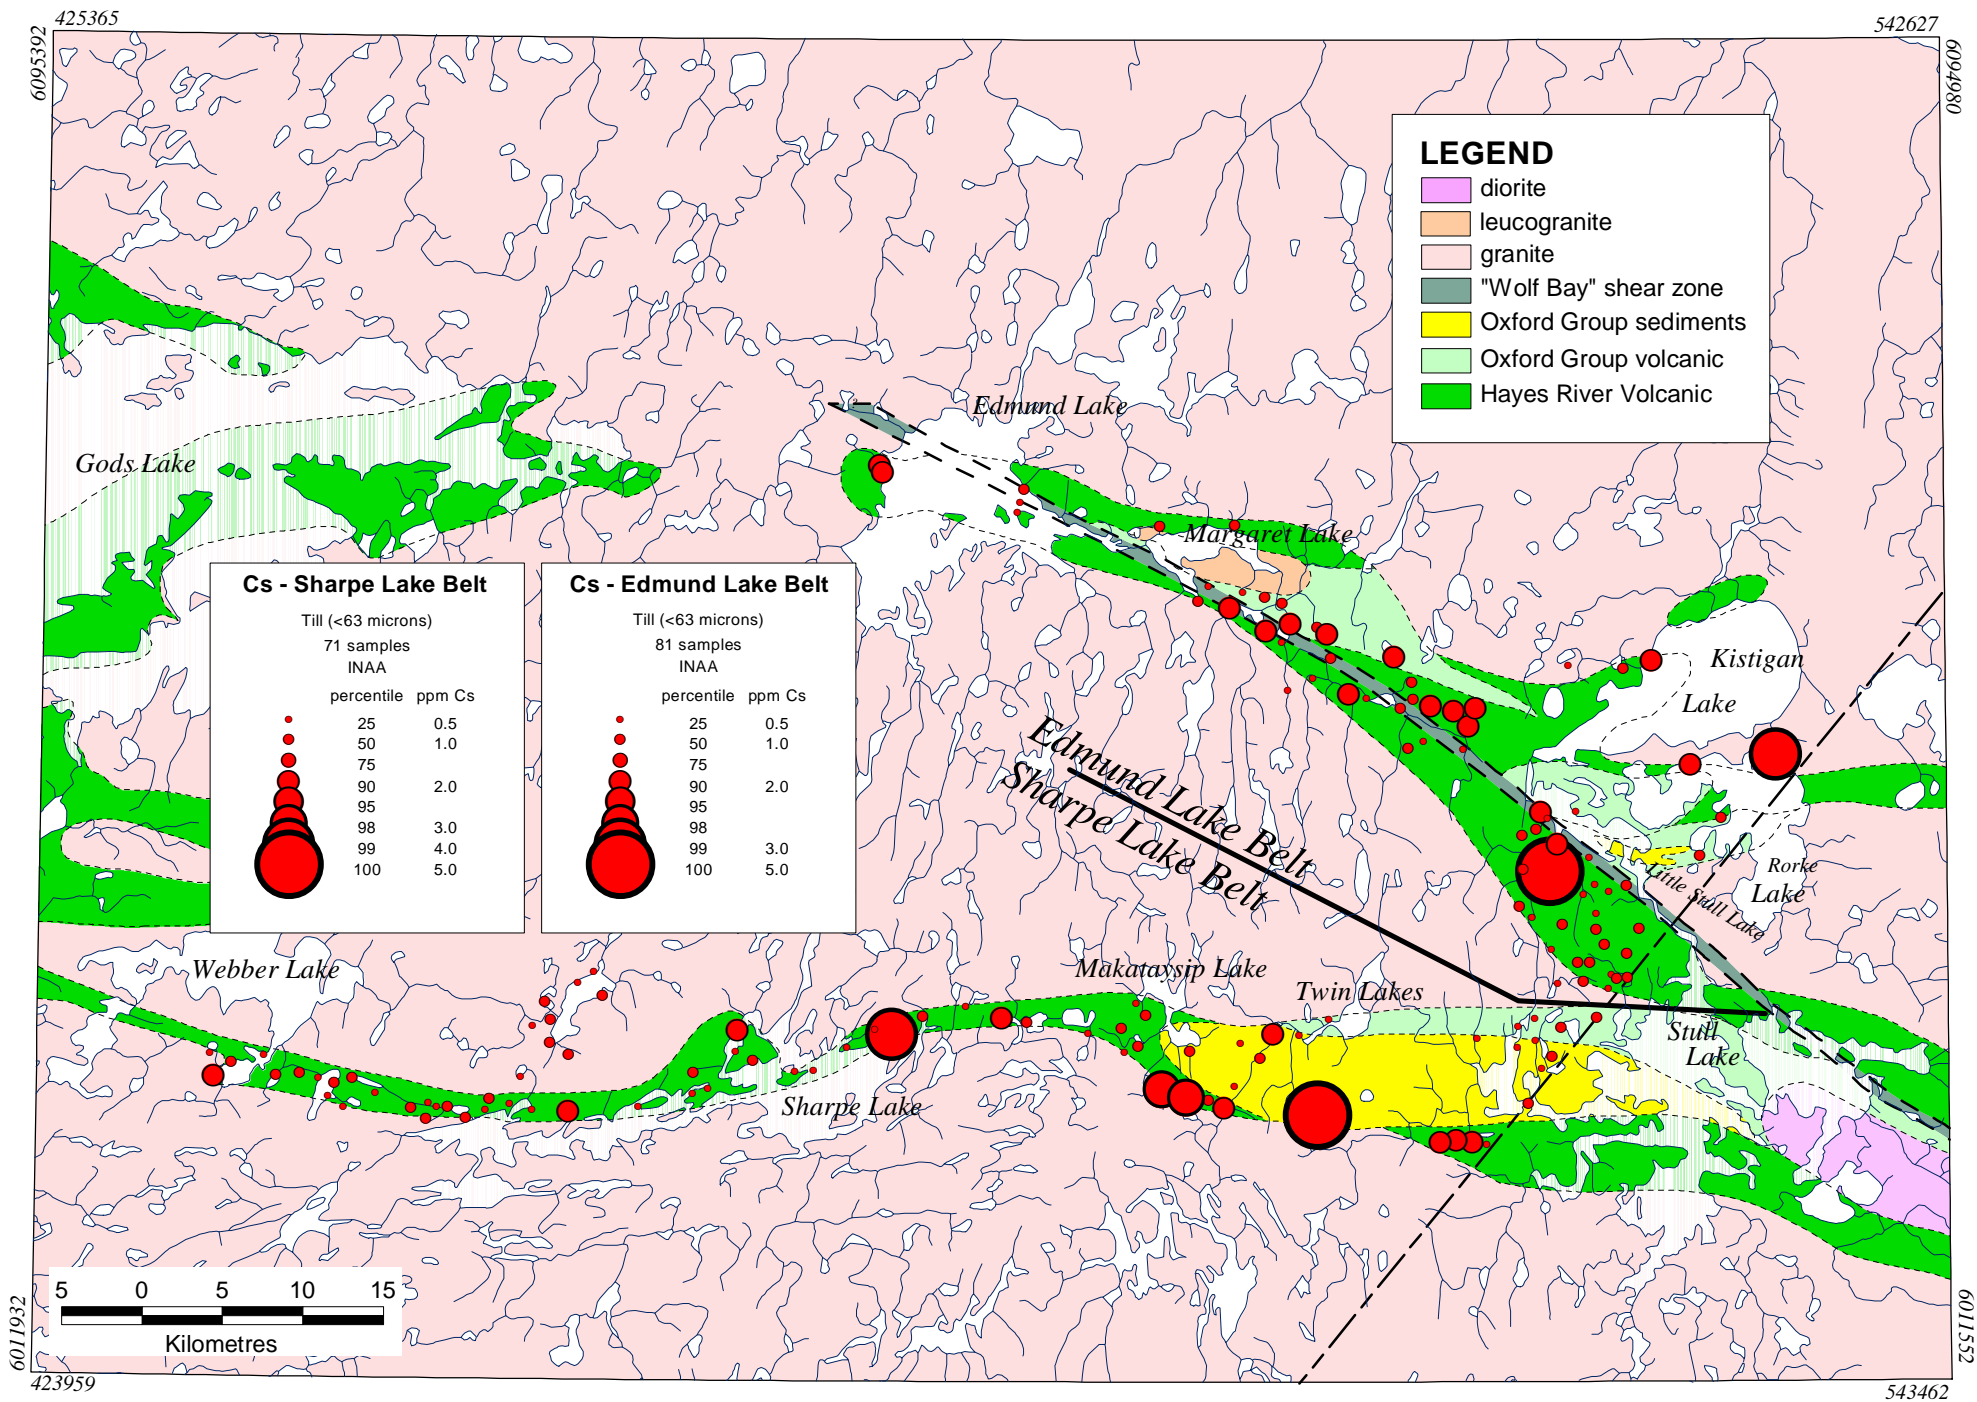 425365
542627
6095392
6094980
LEGEND
diorite
leucogranite
granite
"Wolf Bay" shear zone
Oxford Group sediments
Oxford Group volcanic
Hayes River Volcanic
Edmund Lake
Gods Lake
Margaret Lake
Kistigan
Lake
Cs - Sharpe Lake Belt
Till (<63 microns)
71 samples
INAA
percentile ppm Cs
25 0.5
50 1.0
75
90 2.0
95
98 3.0
99 4.0
100 5.0
Cs - Edmund Lake Belt
Till (<63 microns)
81 samples
INAA
percentile ppm Cs
25 0.5
50 1.0
75
90 2.0
95
98
99 3.0
100 5.0
Edmund Lake Belt
Sharpe Lake Belt
Rorke
Lake
Little Stull Lake
Webber Lake
Makataysip Lake
Twin Lakes
Stull
Lake
Sharpe Lake
5 0 5 10 15
Kilometres
6011932
6011552
423959
543462